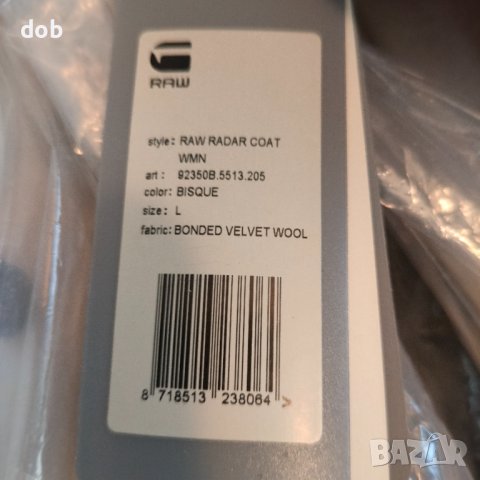 dob
RAW
style: RAW RADAR COAT
WMN
art : 92350B.5513.205
color: BISQUE
size: L
fabric: BONDED VELVET WOOL
8 718513 238064 >
BAZAR